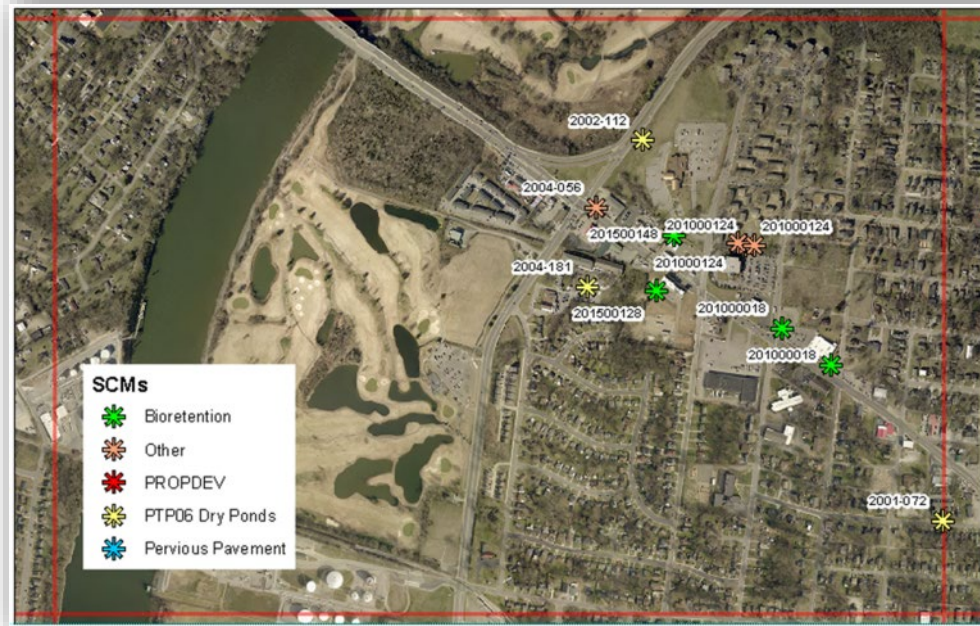 2002-112
2004-056
201500148
201000124
201000124
2004-181
201000124
201500128
201000018
201000018
2001-072
SCMs
Bioretention
Other
PROPDEV
PTP06 Dry Ponds
Pervious Pavement